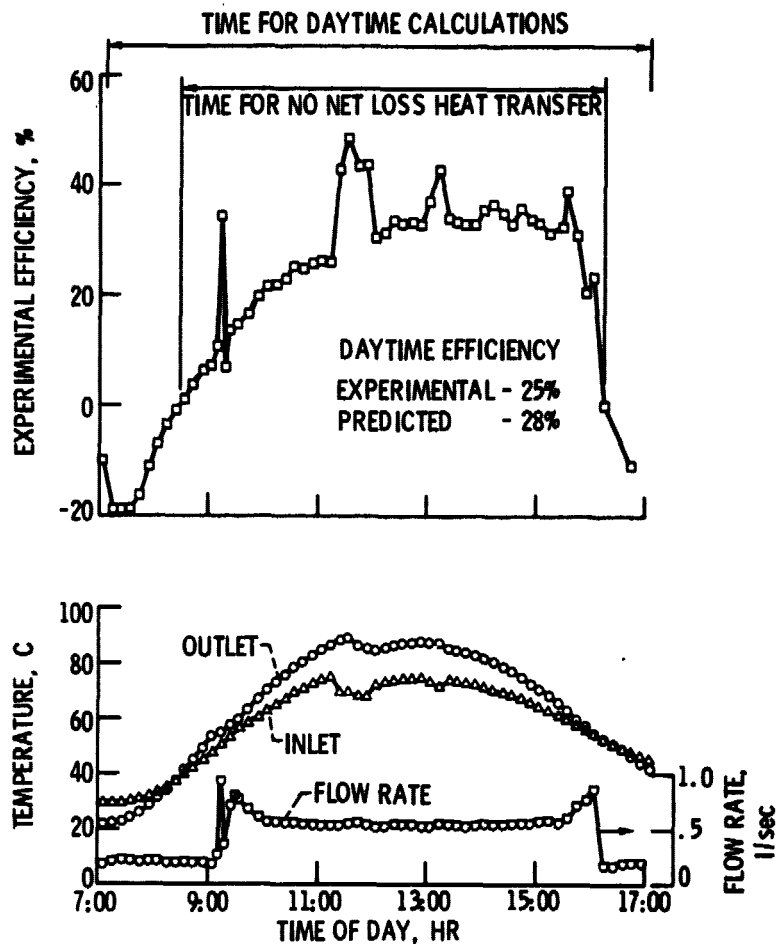 TIME FOR DAYTIME CALCULATIONS
TIME FOR NO NET LOSS HEAT TRANSFER
EXPERIMENTAL EFFICIENCY, %
60
40
20
0
-20
DAYTIME EFFICIENCY
EXPERIMENTAL - 25%
PREDICTED - 28%
TEMPERATURE, C
100
80
60
40
20
0
OUTLET
INLET
FLOW RATE
1.0
.5
0
FLOW RATE,
l/sec
7:00 9:00 11:00 13:00 15:00 17:00
TIME OF DAY, HR